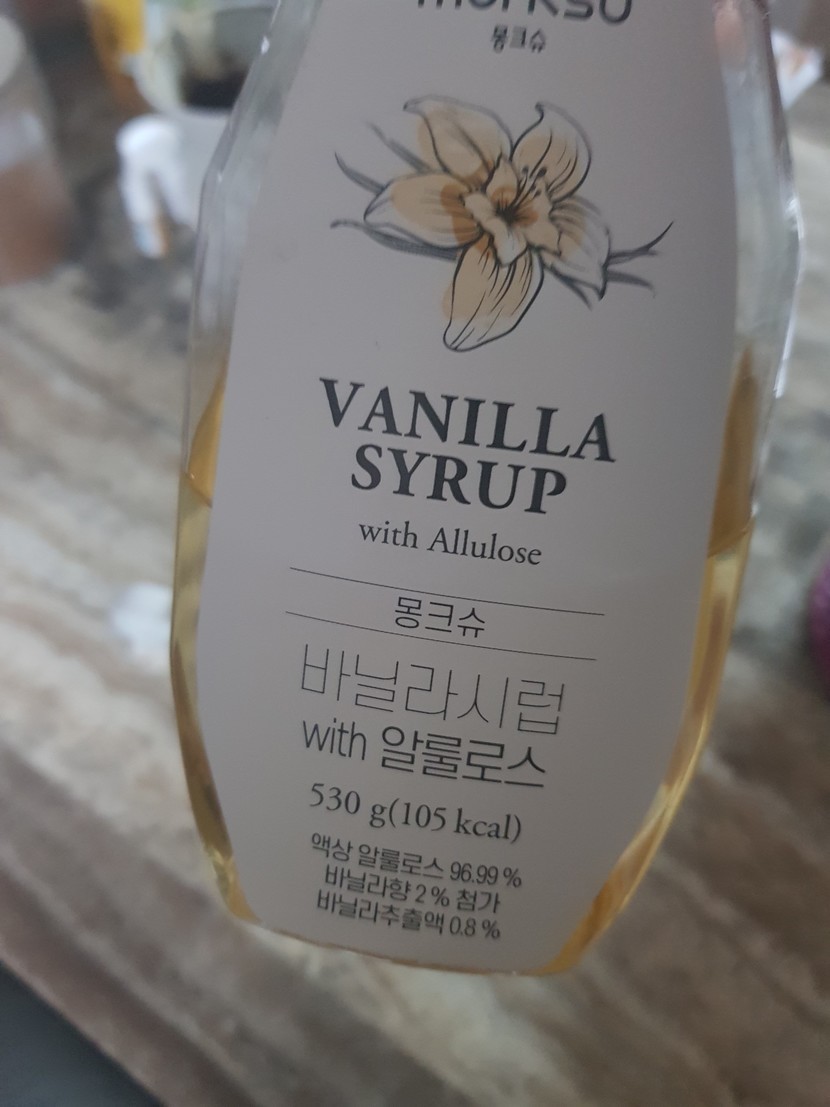 몽크슈
VANILLA
SYRUP
with Allulose
몽크슈
바닐라시럽
with 알룰로스
530 g(105 kcal)
액상 알룰로스 96.99 %
바닐라향 2 % 첨가
바닐라추출액 0.8 %